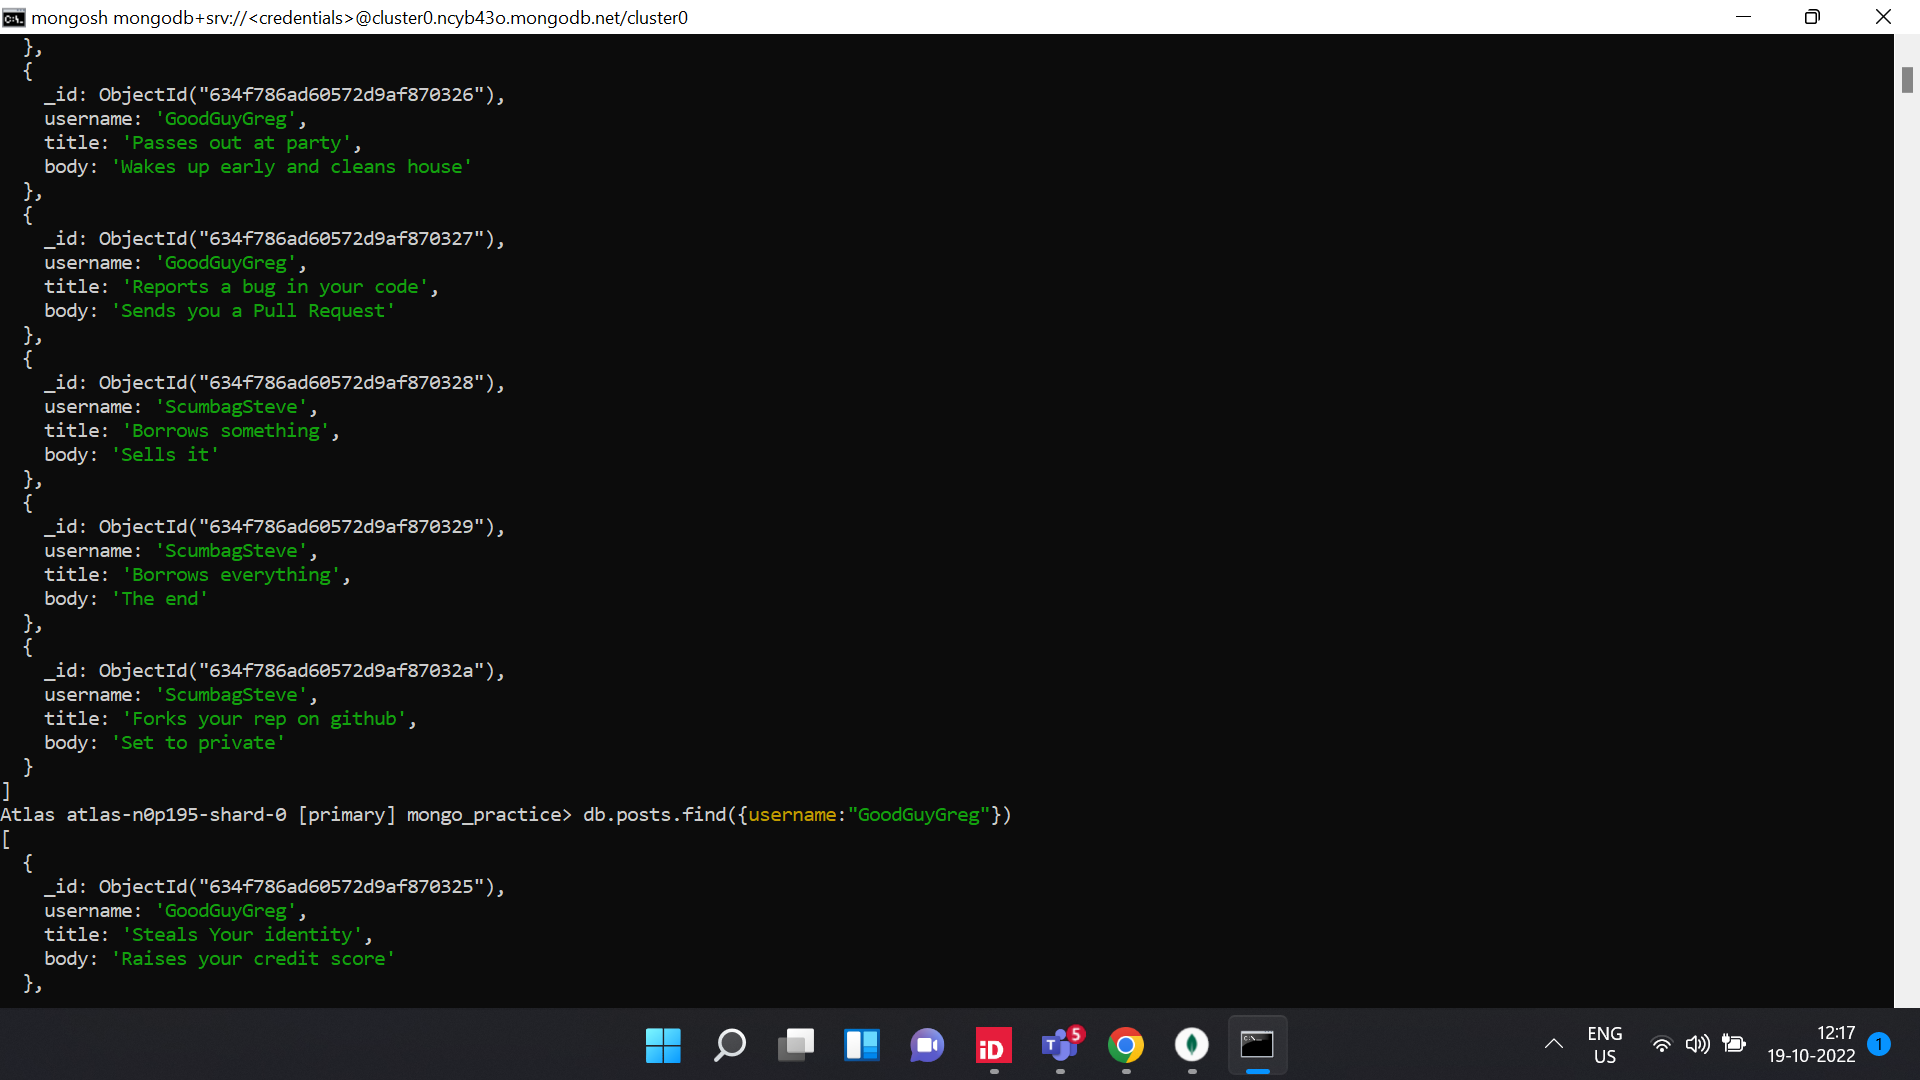 mongosh mongodb+srv://<credentials>@cluster0.ncyb43o.mongodb.net/cluster0
},
{
_id: ObjectId("634f786ad60572d9af870326"),
username: 'GoodGuyGreg',
title: 'Passes out at party',
body: 'Wakes up early and cleans house'
},
{
_id: ObjectId("634f786ad60572d9af870327"),
username: 'GoodGuyGreg',
title: 'Reports a bug in your code',
body: 'Sends you a Pull Request'
},
{
_id: ObjectId("634f786ad60572d9af870328"),
username: 'ScumbagSteve',
title: 'Borrows something',
body: 'Sells it'
},
{
_id: ObjectId("634f786ad60572d9af870329"),
username: 'ScumbagSteve',
title: 'Borrows everything',
body: 'The end'
},
{
_id: ObjectId("634f786ad60572d9af87032a"),
username: 'ScumbagSteve',
title: 'Forks your rep on github',
body: 'Set to private'
}
]
Atlas atlas-n0p195-shard-0 [primary] mongo_practice> db.posts.find({username:"GoodGuyGreg"})
[
{
_id: ObjectId("634f786ad60572d9af870325"),
username: 'GoodGuyGreg',
title: 'Steals Your identity',
body: 'Raises your credit score'
},
iD
T
5
ENG
US
12:17
19-10-2022
1